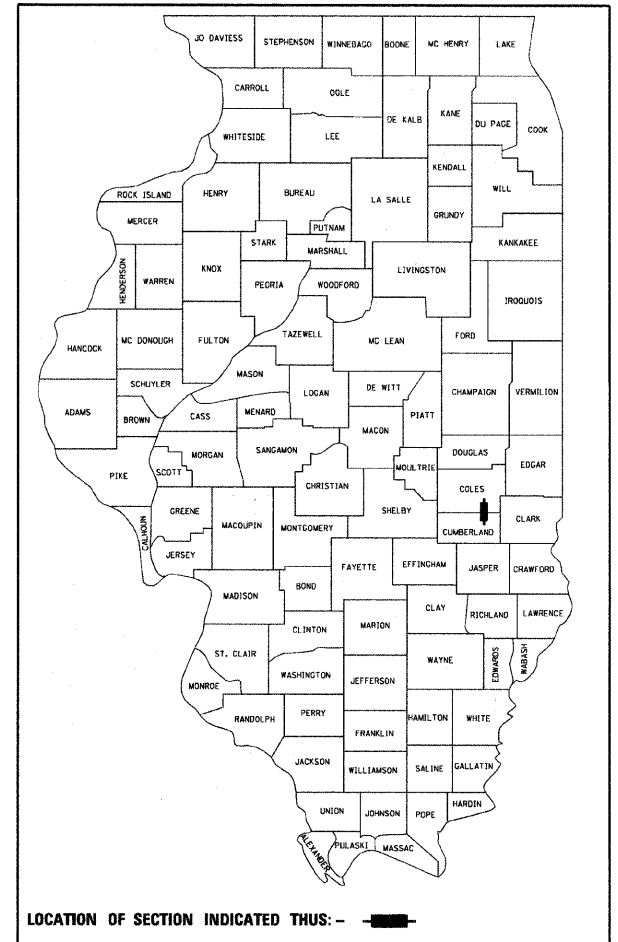 JO DAVIESS STEPHENSON WINNEBAGO BOONE MC HENRY LAKE
CARROLL OGLE DE KALB KANE DU PAGE COOK
WHITESIDE LEE KENDALL WILL
ROCK ISLAND HENRY BUREAU LA SALLE GRUNDY
MERCER PUTNAM KANKAKEE
HENDERSON WARREN KNOX STARK MARSHALL LIVINGSTON
PEORIA WOODFORD IROQUOIS
HANCOCK MC DONOUGH FULTON TAZEWELL MC LEAN FORD
SCHUYLER MASON LOGAN DE WITT CHAMPAIGN VERMILION
ADAMS BROWN CASS MENARD MACON PIATT
PIKE SCOTT MORGAN SANGAMON MOULTRIE DOUGLAS EDGAR
CHRISTIAN COLES
CALHOUN GREENE MACOUPIN MONTGOMERY SHELBY CUMBERLAND CLARK
JERSEY FAYETTE EFFINGHAM JASPER CRAWFORD
MADISON BOND CLAY RICHLAND LAWRENCE
CLINTON MARION
ST. CLAIR WAYNE EDWARDS WABASH
MONROE WASHINGTON JEFFERSON
RANDOLPH PERRY HAMILTON WHITE
FRANKLIN
JACKSON WILLIAMSON SALINE GALLATIN
UNION JOHNSON POPE HARDIN
ALEXANDER PULASKI MASSAC
LOCATION OF SECTION INDICATED THUS: -